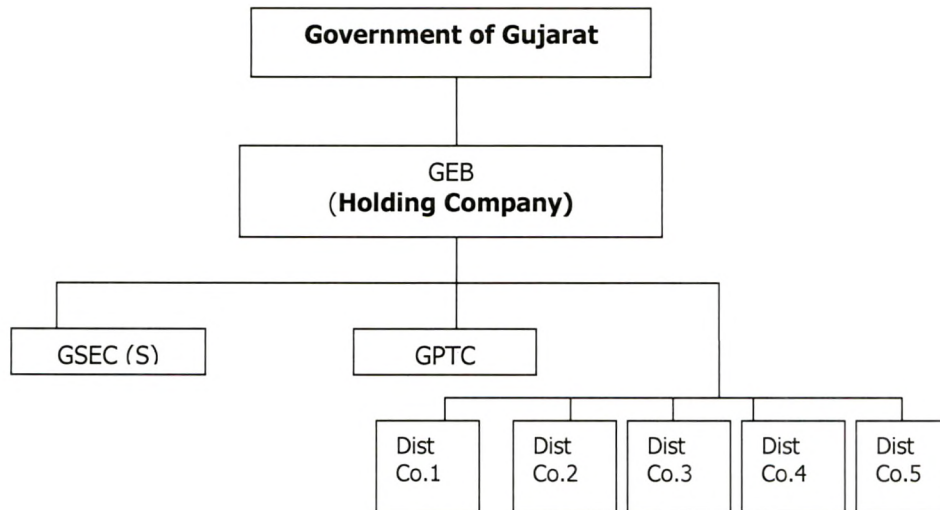 Government of Gujarat
GEB
(Holding Company)
GSEC (S)
GPTC
Dist
Co.1
Dist
Co.2
Dist
Co.3
Dist
Co.4
Dist
Co.5